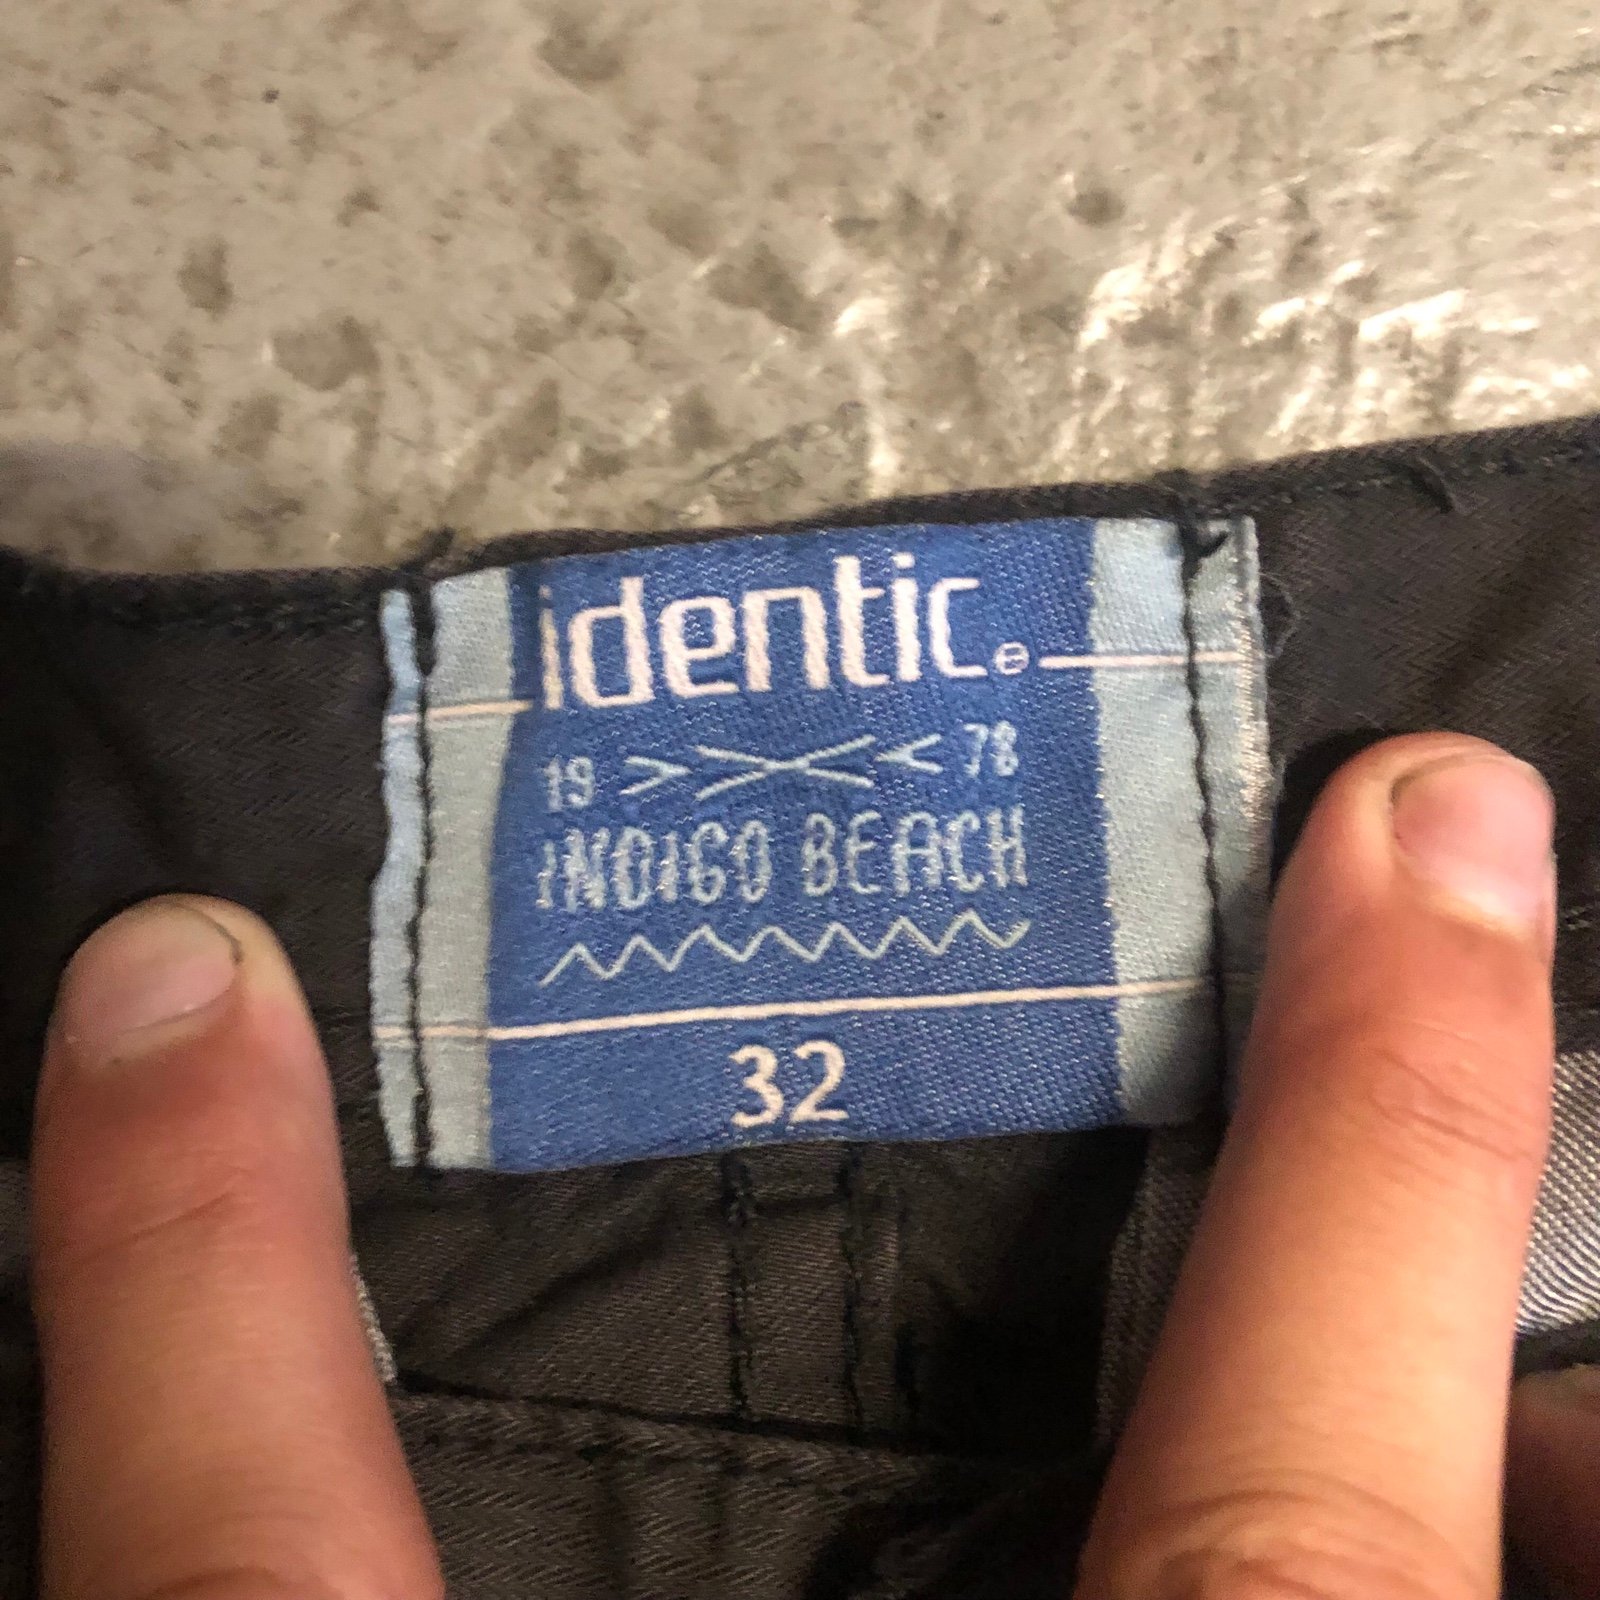 identic
19 78
INDIGO BEACH
32